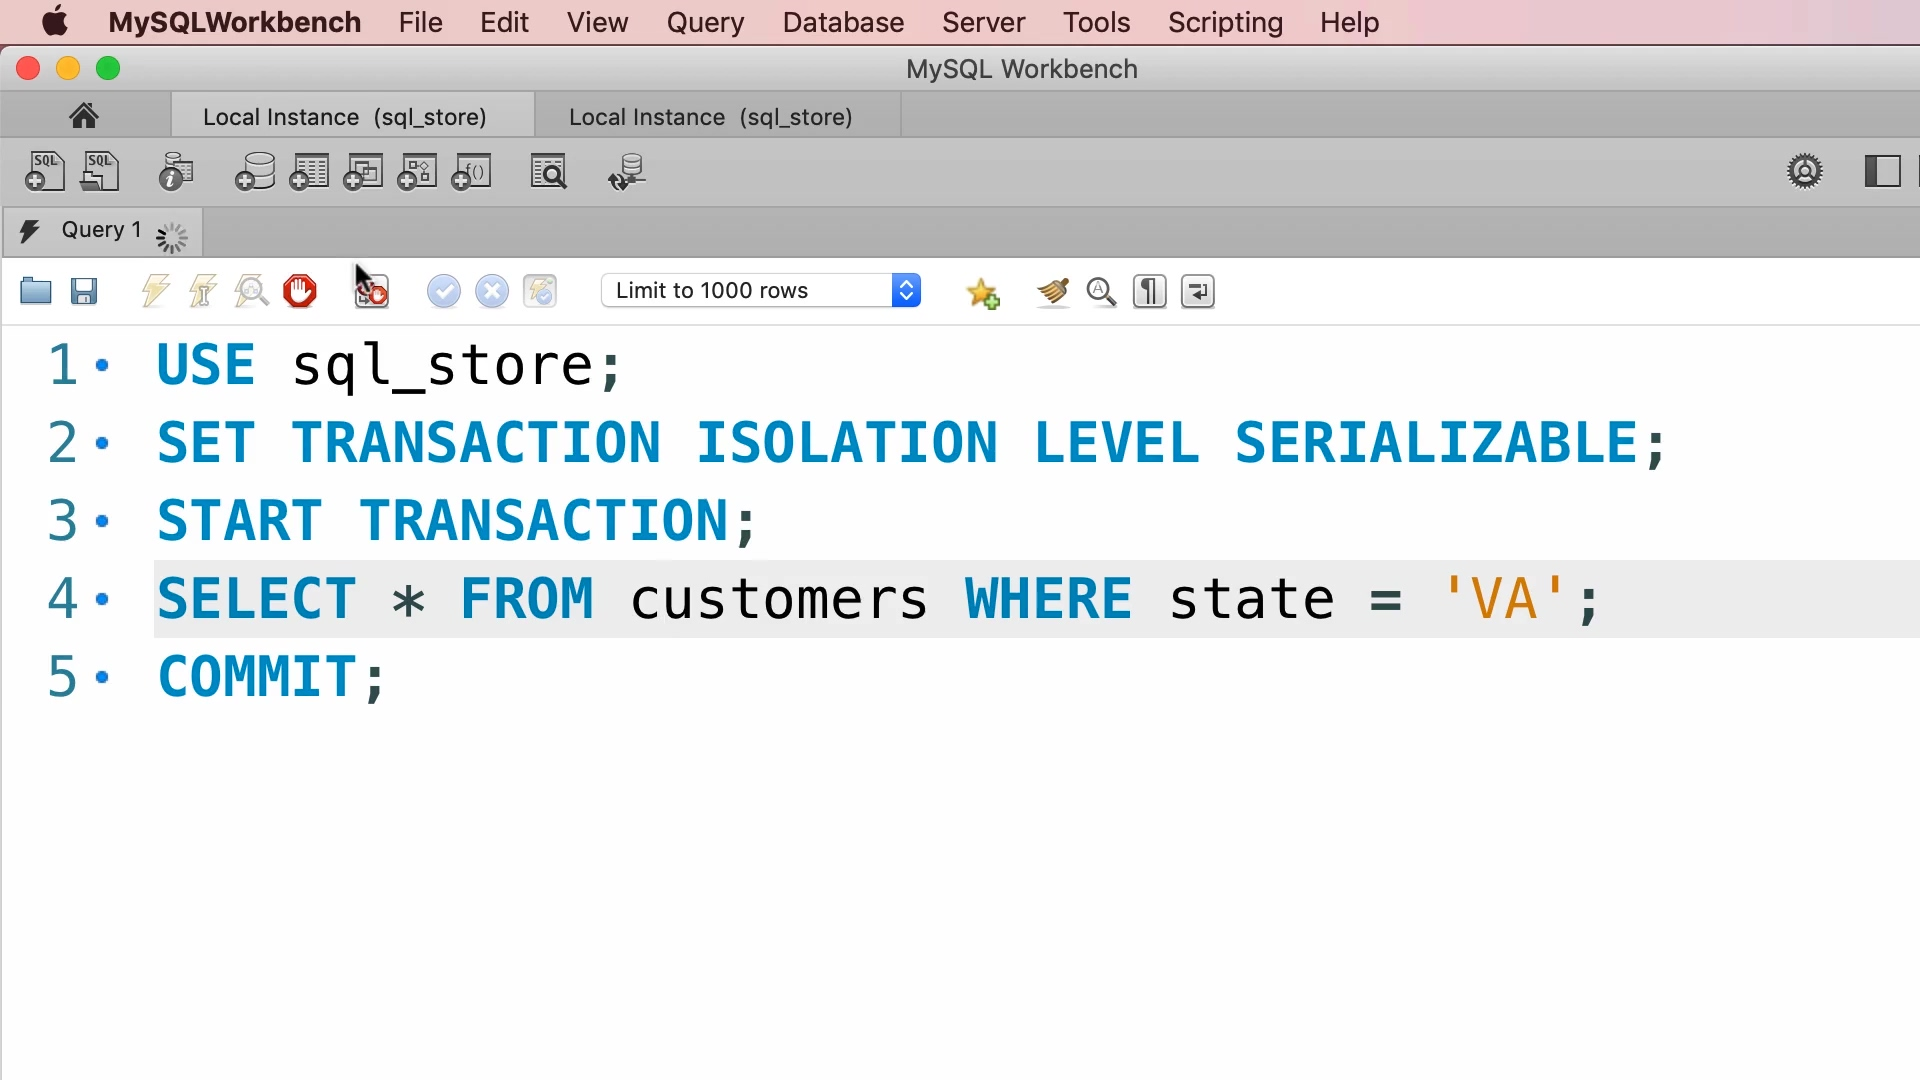 MySQLWorkbench File Edit View Query Database Server Tools Scripting Help
MySQL Workbench
Local Instance (sql_store) Local Instance (sql_store)
SQL SQL
Query 1
Limit to 1000 rows
1 USE sql_store;
2 SET TRANSACTION ISOLATION LEVEL SERIALIZABLE;
3 START TRANSACTION;
4 SELECT * FROM customers WHERE state = 'VA';
5 COMMIT;